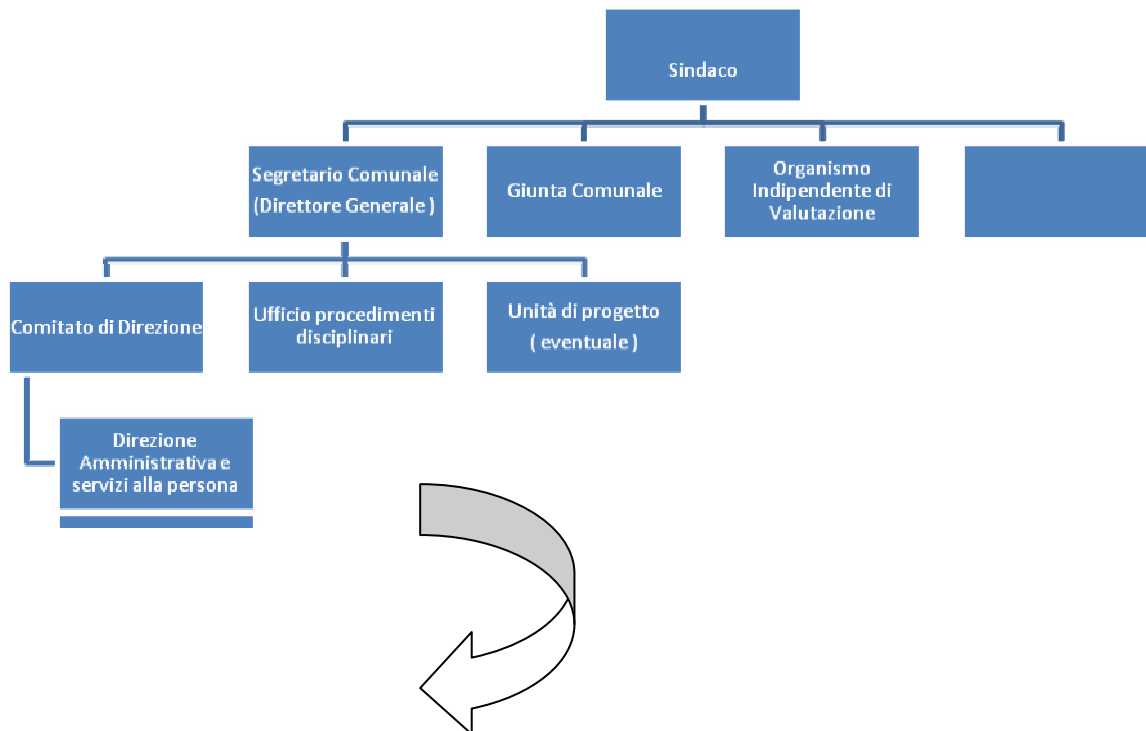 Sindaco
Segretario Comunale
(Direttore Generale )
Giunta Comunale
Organismo
Indipendente di
Valutazione
Comitato di Direzione
Ufficio procedimenti
disciplinari
Unità di progetto
( eventuale )
Direzione
Amministrativa e
servizi alla persona